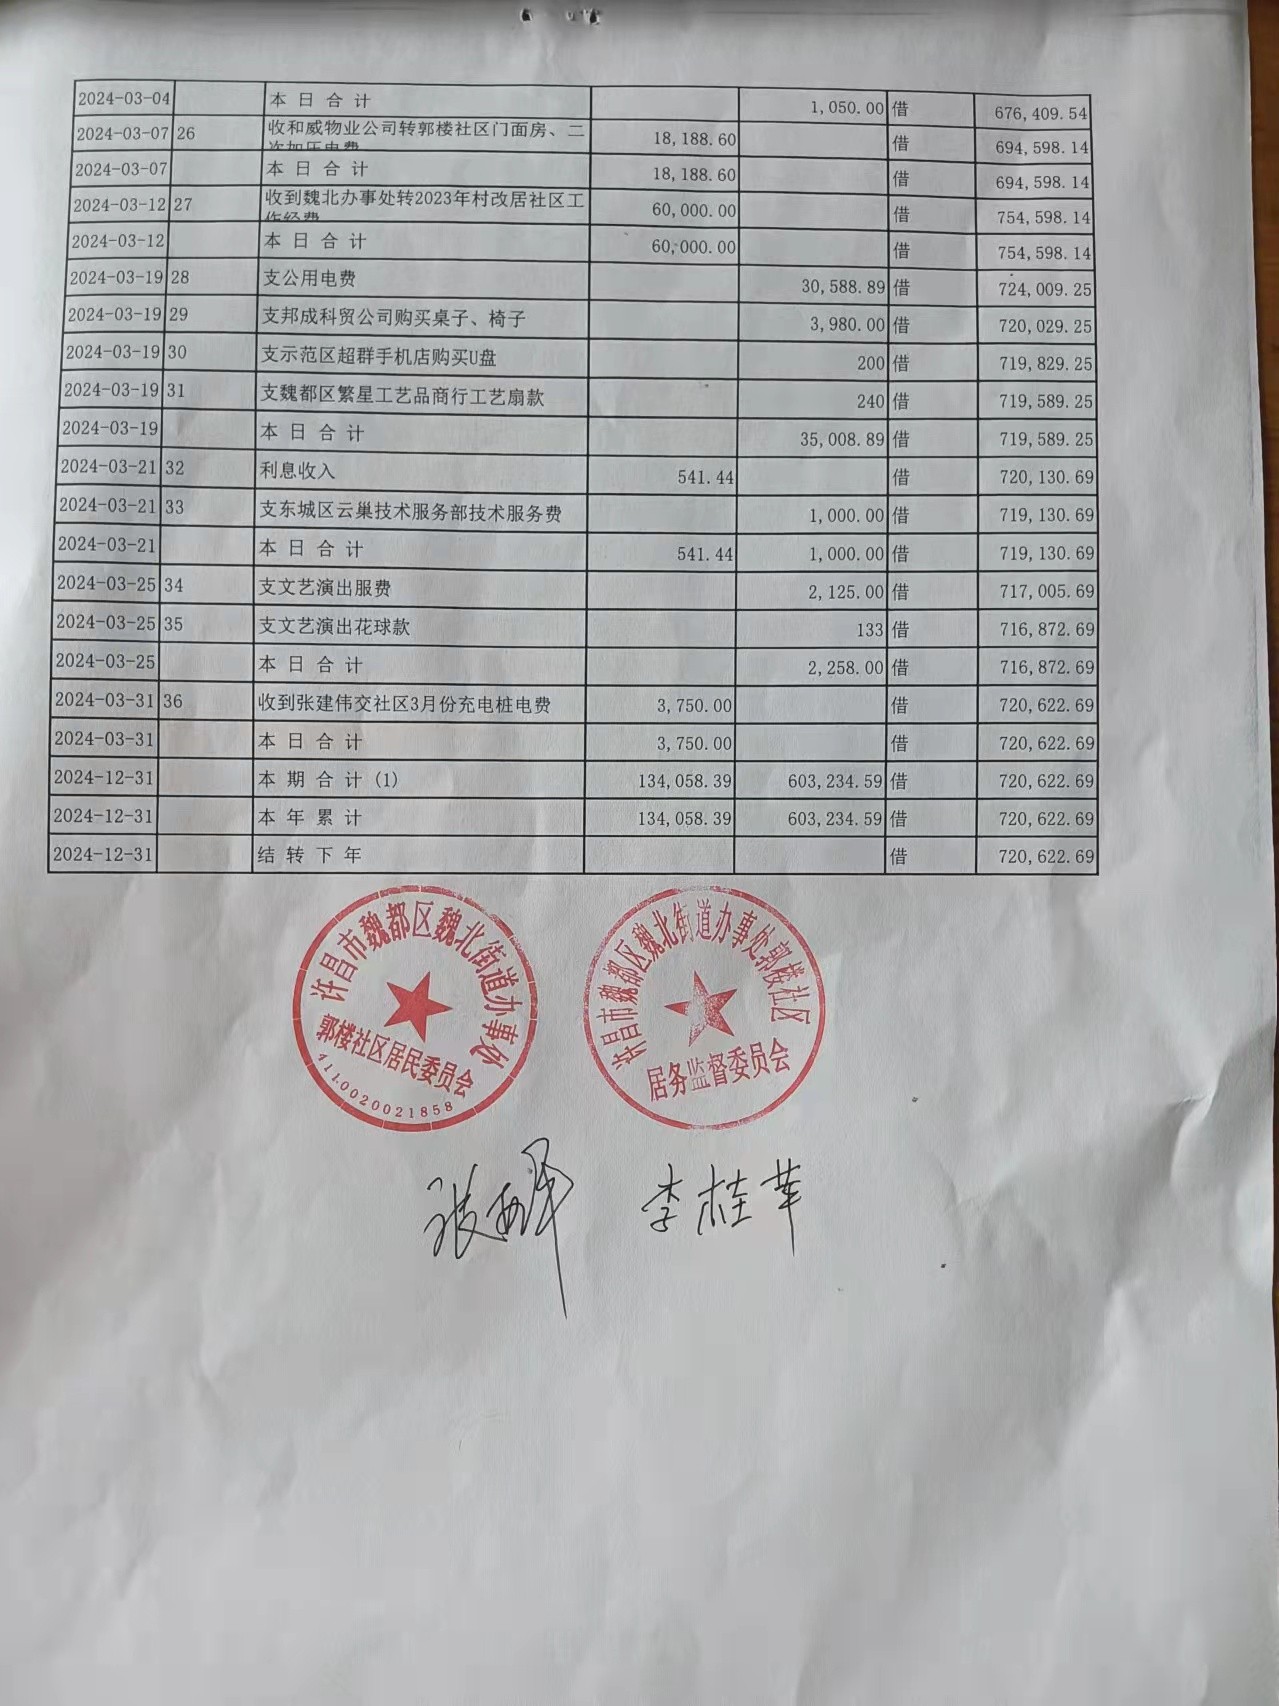 2024-03-04 本 日 合 计 1,050.00 借 676,409.54
2024-03-07 26 收和威物业公司转郭楼社区门面房、二 18,188.60 借 694,598.14
次加压电费
2024-03-07 本 日 合 计 18,188.60 借 694,598.14
2024-03-12 27 收到魏北办事处转2023年村改居社区工 60,000.00 借 754,598.14
作经费
2024-03-12 本 日 合 计 60,000.00 借 754,598.14
2024-03-19 28 支公用电费 30,588.89 借 724,009.25
2024-03-19 29 支邦成科贸公司购买桌子、椅子 3,980.00 借 720,029.25
2024-03-19 30 支示范区超群手机店购买U盘 200 借 719,829.25
2024-03-19 31 支魏都区繁星工艺品商行工艺扇款 240 借 719,589.25
2024-03-19 本 日 合 计 35,008.89 借 719,589.25
2024-03-21 32 利息收入 541.44 借 720,130.69
2024-03-21 33 支东城区云巢技术服务部技术服务费 1,000.00 借 719,130.69
2024-03-21 本 日 合 计 541.44 1,000.00 借 719,130.69
2024-03-25 34 支文艺演出服费 2,125.00 借 717,005.69
2024-03-25 35 支文艺演出花球款 133 借 716,872.69
2024-03-25 本 日 合 计 2,258.00 借 716,872.69
2024-03-31 36 收到张建伟交社区3月份充电桩电费 3,750.00 借 720,622.69
2024-03-31 本 日 合 计 3,750.00 借 720,622.69
2024-12-31 本 期 合 计 (1) 134,058.39 603,234.59 借 720,622.69
2024-12-31 本 年 累 计 134,058.39 603,234.59 借 720,622.69
2024-12-31 结 转 下 年 借 720,622.69
许昌市魏都区魏北街道办事处
郭楼社区居民委员会
4110020021858
许昌市魏都区魏北街道办事处郭楼社区
居务监督委员会
李桂苹